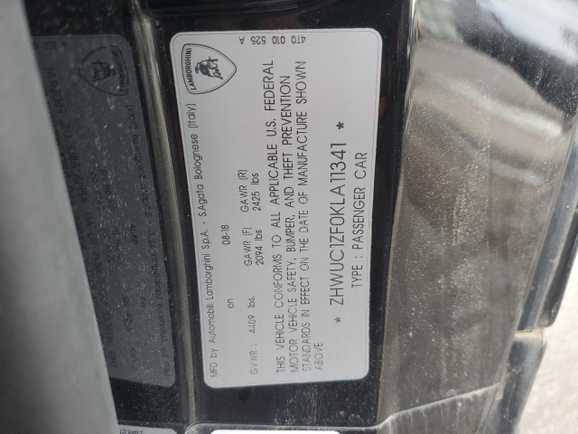 LAMBORGHINI
4T0 010 525 A
MFG by Automobili Lamborghini S.p.A. - S.Agata Bolognese (Italy)
on 08-18
GVWR: 4409 lbs. GAWR (F) GAWR (R)
2094 lbs 2425 lbs
THIS VEHICLE CONFORMS TO ALL APPLICABLE U.S. FEDERAL
MOTOR VEHICLE SAFETY, BUMPER, AND THEFT PREVENTION
STANDARDS IN EFFECT ON THE DATE OF MANUFACTURE SHOWN
ABOVE
* ZHWUC1ZF0KLA11341 *
TYPE : PASSENGER CAR